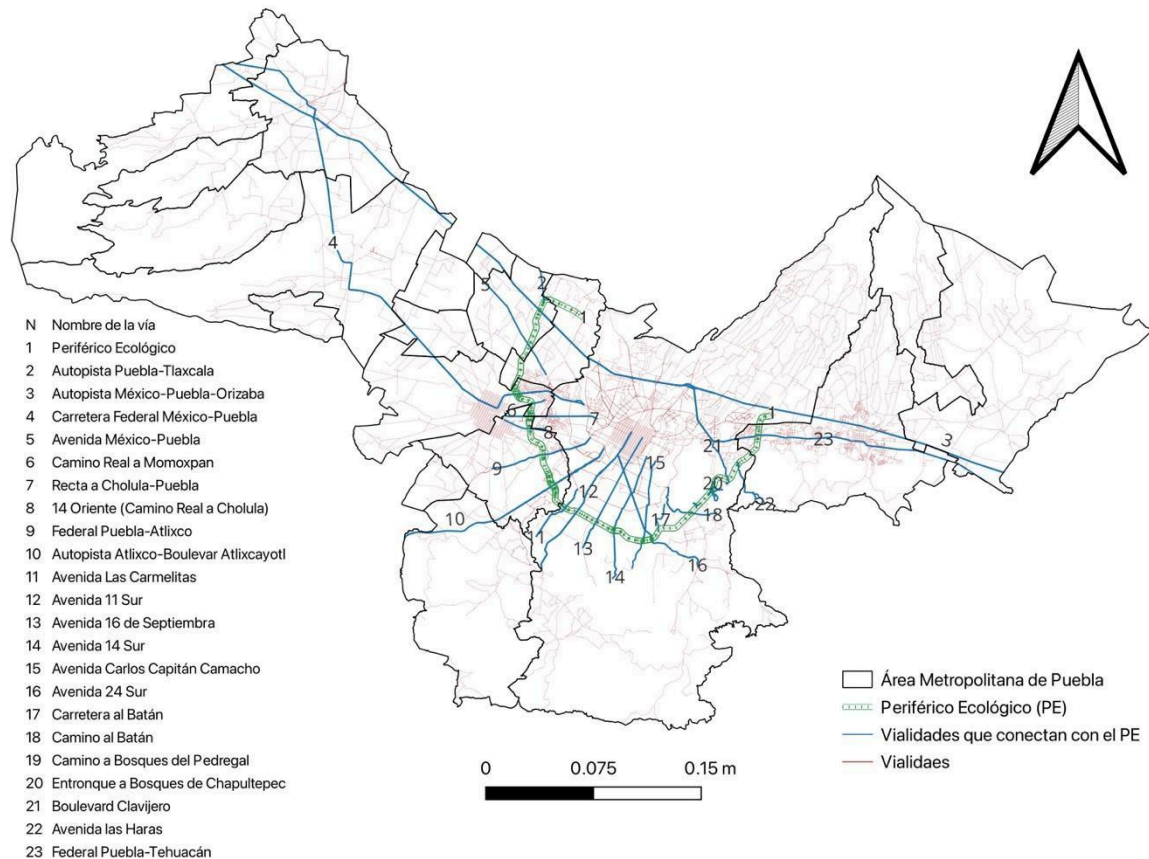 4
2
5
1
N Nombre de la vía
1 Periférico Ecológico
2 Autopista Puebla-Tlaxcala
3 Autopista México-Puebla-Orizaba
4 Carretera Federal México-Puebla
5 Avenida México-Puebla
6 Camino Real a Momoxpan
7 Recta a Cholula-Puebla
8 14 Oriente (Camino Real a Cholula)
9 Federal Puebla-Atlixco
10 Autopista Atlixco-Boulevar Atlixcayotl
11 Avenida Las Carmelitas
12 Avenida 11 Sur
13 Avenida 16 de Septiembra
14 Avenida 14 Sur
15 Avenida Carlos Capitán Camacho
16 Avenida 24 Sur
17 Carretera al Batán
18 Camino al Batán
19 Camino a Bosques del Pedregal
20 Entronque a Bosques de Chapultepec
21 Boulevard Clavijero
22 Avenida las Haras
23 Federal Puebla-Tehuacán
6
7
1
8
21
23
3
9
15
20
12
22
10
17
18
11
13
14
16
Área Metropolitana de Puebla
Periférico Ecológico (PE)
Vialidades que conectan con el PE
Vialidaes
0 0.075 0.15 m